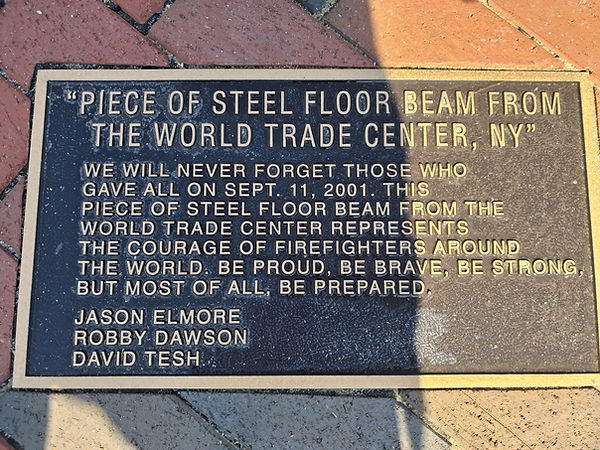 "PIECE OF STEEL FLOOR BEAM FROM
THE WORLD TRADE CENTER, NY"
WE WILL NEVER FORGET THOSE WHO
GAVE ALL ON SEPT. 11, 2001. THIS
PIECE OF STEEL FLOOR BEAM FROM THE
WORLD TRADE CENTER REPRESENTS
THE COURAGE OF FIREFIGHTERS AROUND
THE WORLD. BE PROUD, BE BRAVE, BE STRONG,
BUT MOST OF ALL, BE PREPARED.
JASON ELMORE
ROBBY DAWSON
DAVID TESH